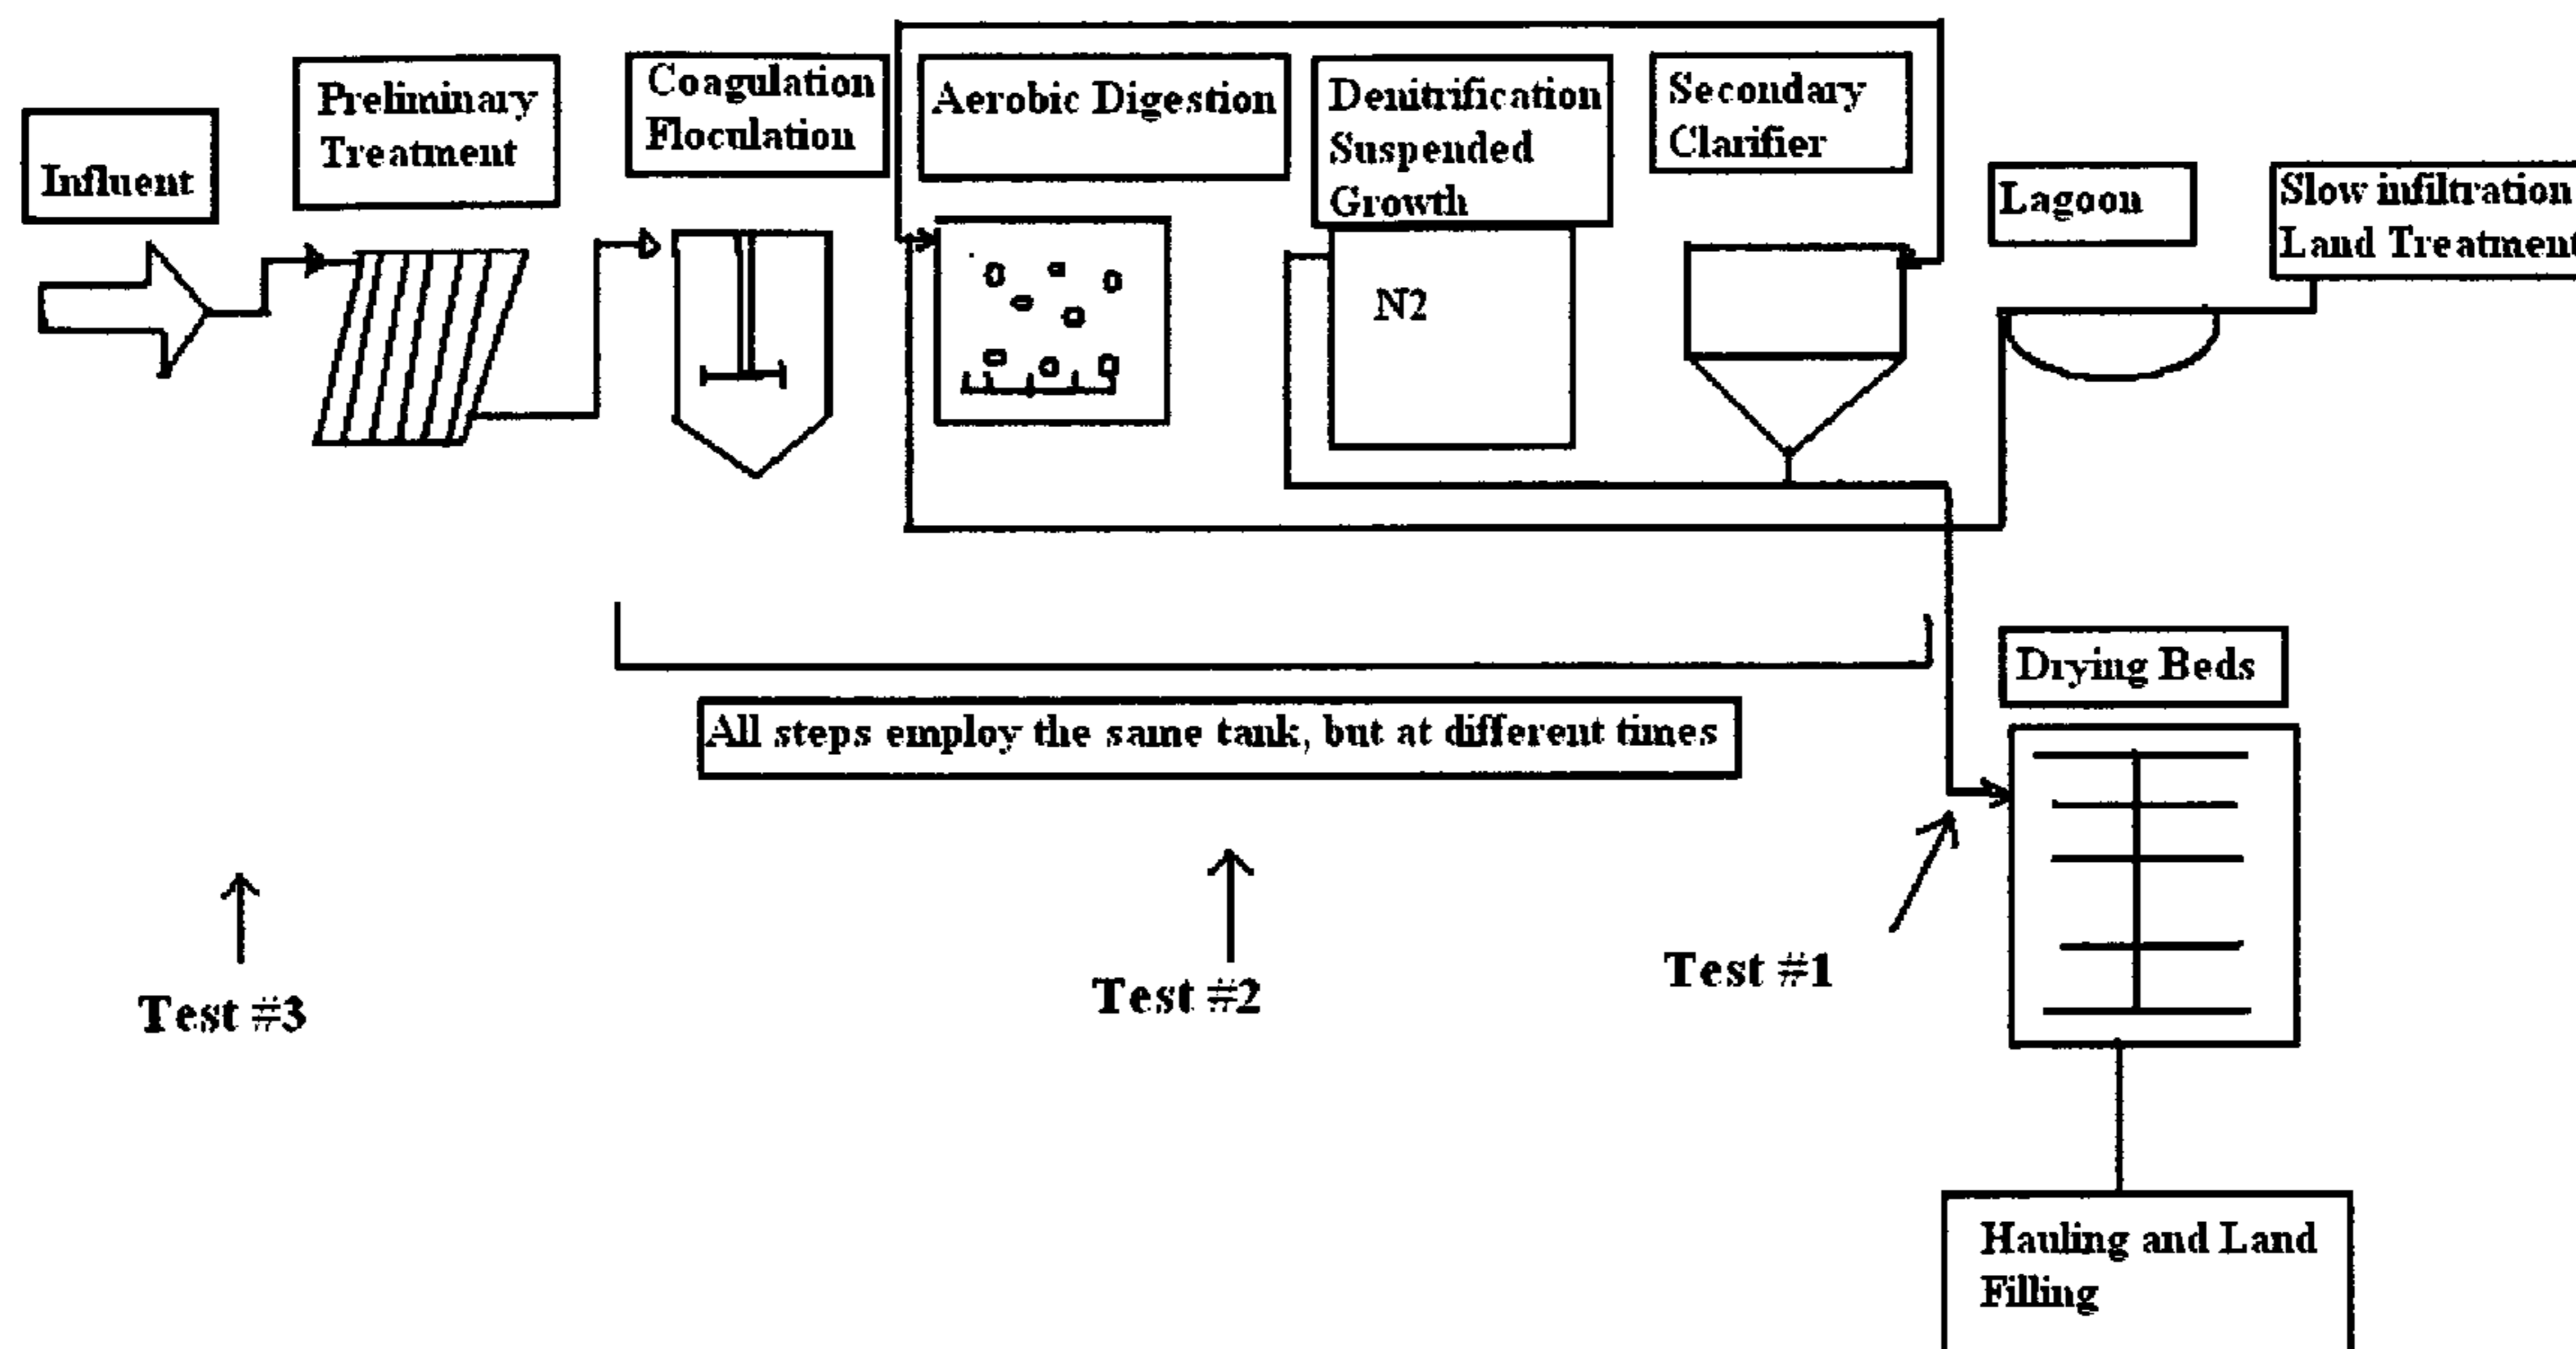 Influent
Preliminary
Treatment
Coagulation
Floculation
Aerobic Digestion
Denitrification
Suspended
Growth
Secondary
Clarifier
Lagoon
Slow infiltration
Land Treatment
N2
All steps employ the same tank, but at different times
Drying Beds
Test #3
Test #2
Test #1
Hauling and Land
Filling